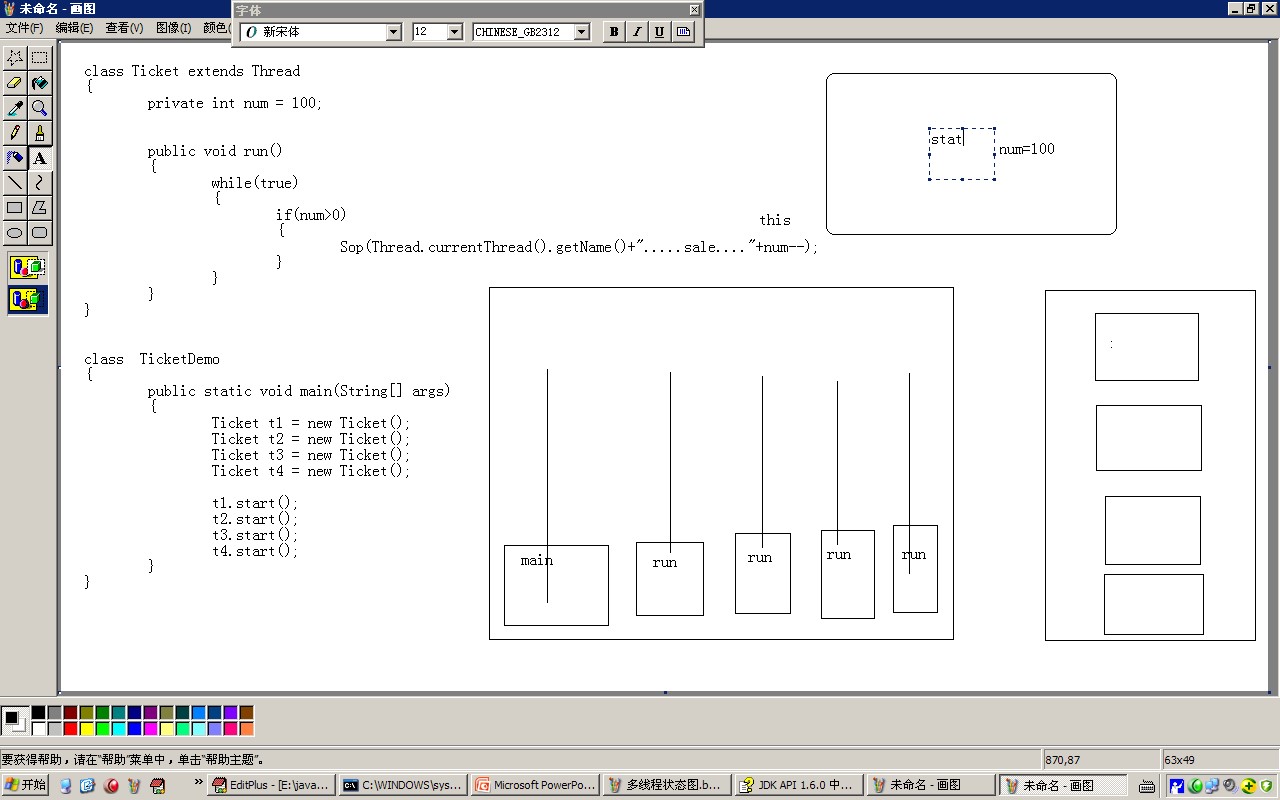 未命名 - 画图
字体
文件(F) 编辑(E) 查看(V) 图像(I) 颜色(
O 新宋体 12 CHINESE_GB2312 B I U
class Ticket extends Thread
{
private int num = 100;
public void run()
{
while(true)
{
if(num>0)
{
Sop(Thread.currentThread().getName()+".....sale...."+num--);
}
}
}
}
this
stat
num=100
class TicketDemo
{
public static void main(String[] args)
{
Ticket t1 = new Ticket();
Ticket t2 = new Ticket();
Ticket t3 = new Ticket();
Ticket t4 = new Ticket();
t1.start();
t2.start();
t3.start();
t4.start();
}
}
main
run
run
run
run
:
A
要获得帮助，请在“帮助”菜单中，单击“帮助主题”。 870,87 63x49
开始 » EditPlus - [E:\java... C:\WINDOWS\sys... Microsoft PowerPo... 多线程状态图.b... JDK API 1.6.0 中... 未命名 - 画图 未命名 - 画图